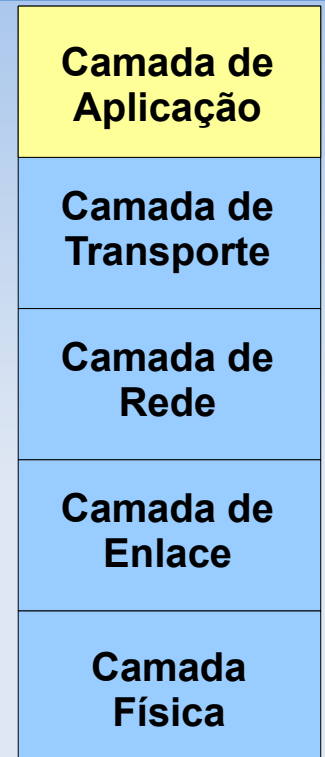 Camada de
Aplicação
Camada de
Transporte
Camada de
Rede
Camada de
Enlace
Camada
Física